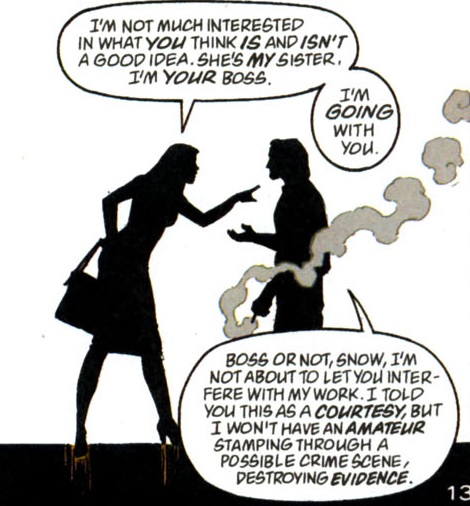 I'M NOT MUCH INTERESTED
IN WHAT YOU THINK IS AND ISN'T
A GOOD IDEA. SHE'S MY SISTER,
I'M YOUR BOSS.
I'M
GOING
WITH
YOU.
BOSS OR NOT, SNOW, I'M
NOT ABOUT TO LET YOU INTER-
FERE WITH MY WORK. I TOLD
YOU THIS AS A COURTESY, BUT
I WON'T HAVE AN AMATEUR
STAMPING THROUGH A
POSSIBLE CRIME SCENE,
DESTROYING EVIDENCE.
13